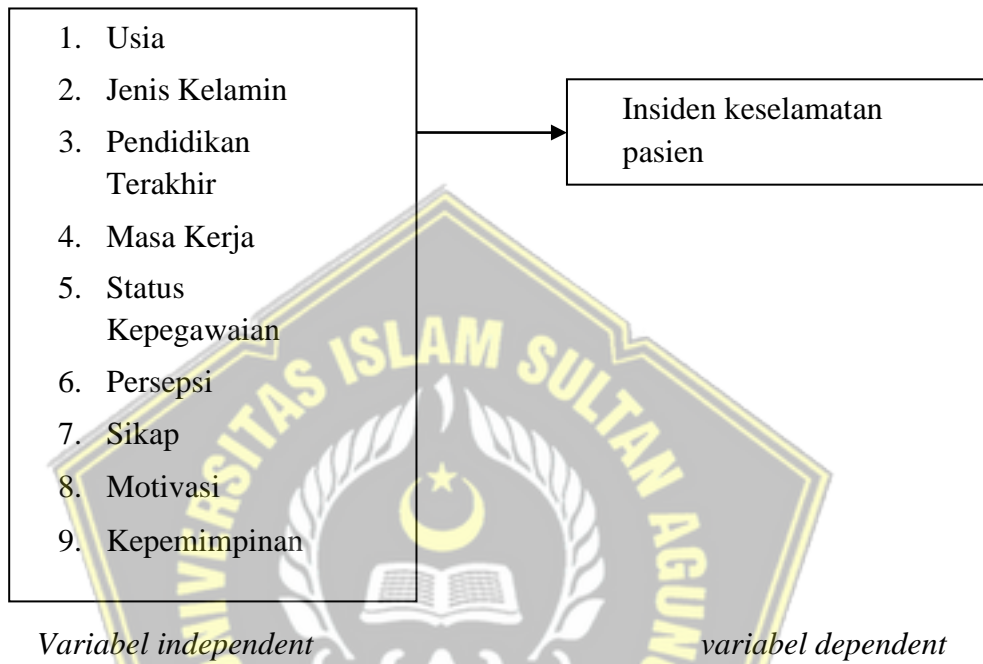 1. Usia
2. Jenis Kelamin
3. Pendidikan
Terakhir
4. Masa Kerja
5. Status
Kepegawaian
6. Persepsi
7. Sikap
8. Motivasi
9. Kepemimpinan
Insiden keselamatan
pasien
Variabel independent
variabel dependent
UNIVERSITAS ISLAM SULTAN AGUNG